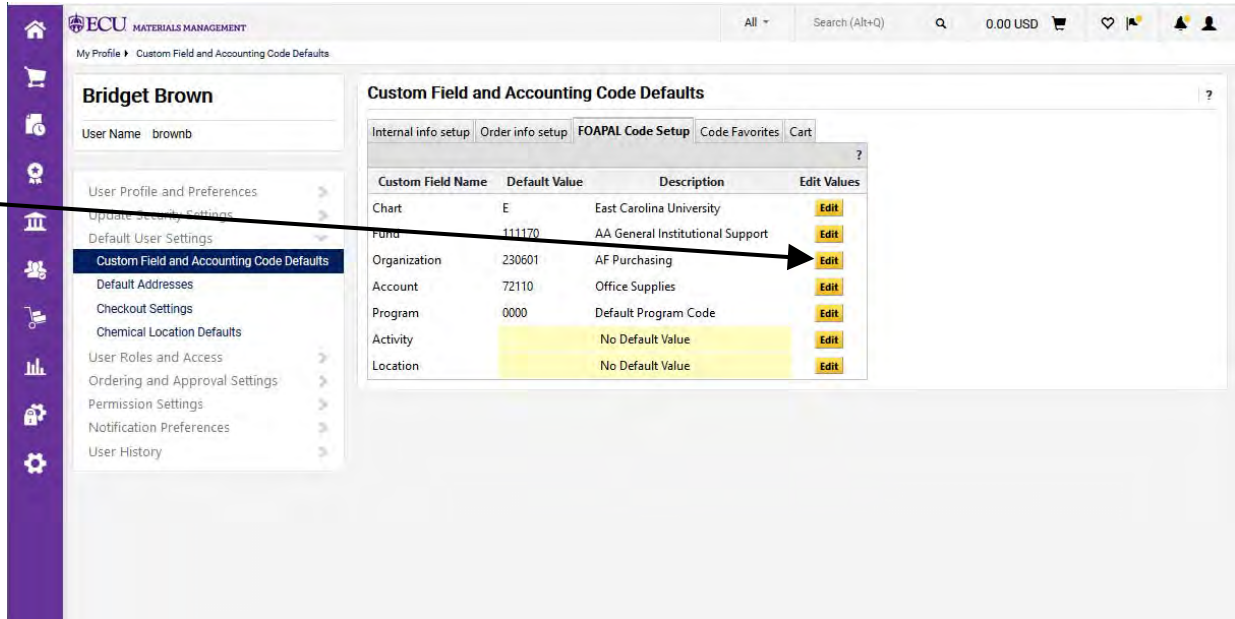 ECU MATERIALS MANAGEMENT All Search (Alt+Q) 0.00 USD
My Profile Custom Field and Accounting Code Defaults
Bridget Brown
User Name brownb
User Profile and Preferences
Update Security Settings
Default User Settings
Custom Field and Accounting Code Defaults
Default Addresses
Checkout Settings
Chemical Location Defaults
User Roles and Access
Ordering and Approval Settings
Permission Settings
Notification Preferences
User History
Custom Field and Accounting Code Defaults ?
Internal info setup Order info setup FOAPAL Code Setup Code Favorites Cart
?
Custom Field Name Default Value Description Edit Values
Chart E East Carolina University Edit
Fund 111170 AA General Institutional Support Edit
Organization 230601 AF Purchasing Edit
Account 72110 Office Supplies Edit
Program 0000 Default Program Code Edit
Activity No Default Value Edit
Location No Default Value Edit